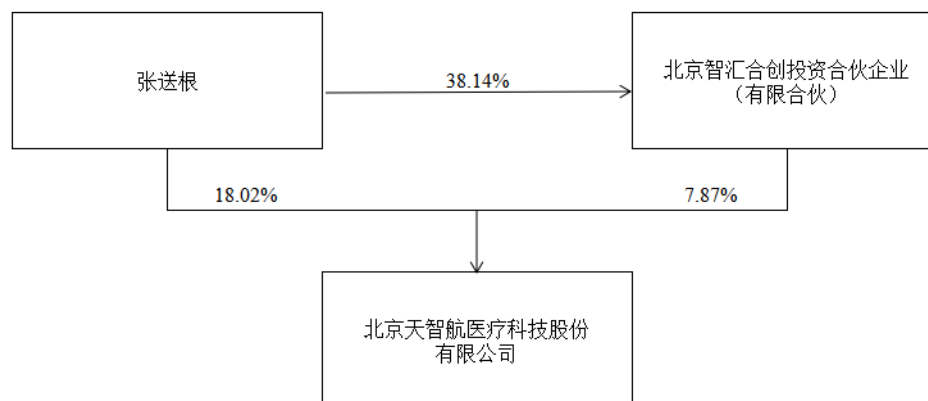 张送根
38.14%
北京智汇合创投资合伙企业
（有限合伙）
18.02%
7.87%
北京天智航医疗科技股份
有限公司